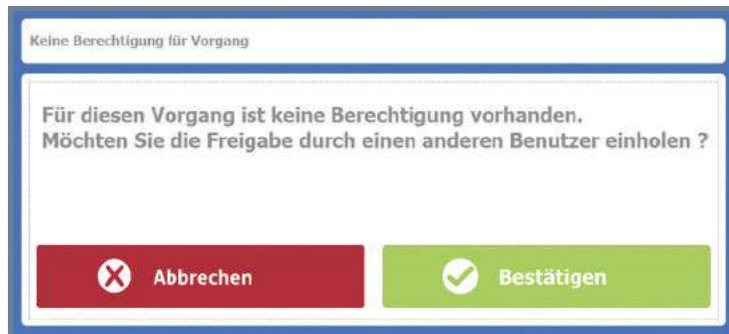 Keine Berechtigung für Vorgang
Für diesen Vorgang ist keine Berechtigung vorhanden.
Möchten Sie die Freigabe durch einen anderen Benutzer einholen ?
Abbrechen
Bestätigen